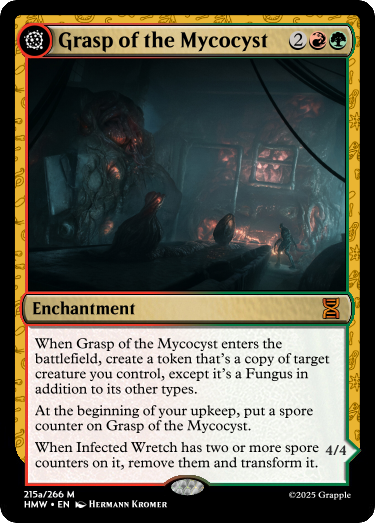 Grasp of the Mycocyst 2
Enchantment
When Grasp of the Mycocyst enters the
battlefield, create a token that's a copy of target
creature you control, except it's a Fungus in
addition to its other types.
At the beginning of your upkeep, put a spore
counter on Grasp of the Mycocyst.
When Infected Wretch has two or more spore
counters on it, remove them and transform it.
4/4
215a/266 M
HMW • EN Hermann Kromer
©2025 Grapple